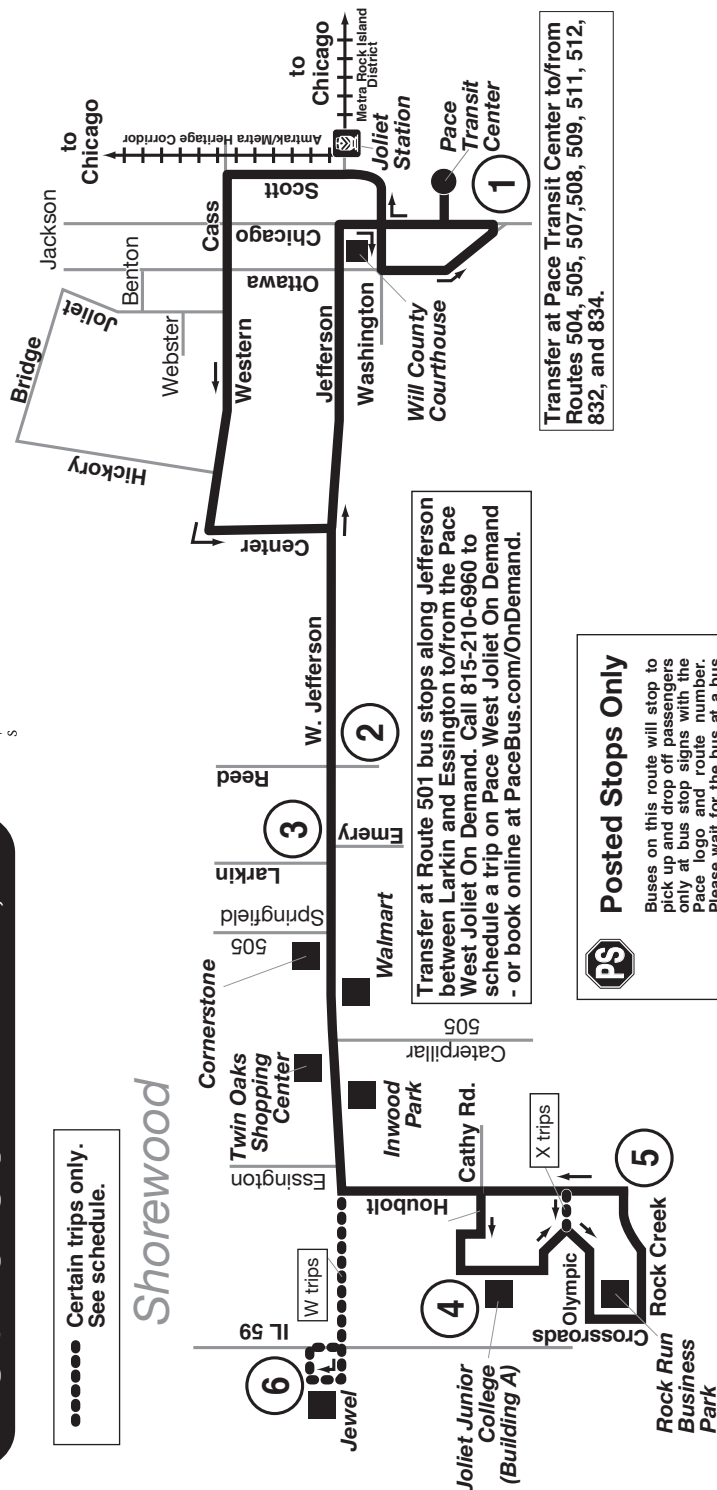 Certain trips only.
See schedule.
Shorewood
to
Chicago
Amtrak/Metra Heritage Corridor
to
Chicago
Metra Rock Island
District
Joliet
Station
Pace
Transit
Center
1
Jackson
Benton
Webster
Joliet
Bridge
Hickory
Cass
Western
Scott
Chicago
Ottawa
Jefferson
Washington
Will County
Courthouse
Center
W. Jefferson
2
Reed
3
Larkin
Emery
Springfield
505
Cornerstone
Walmart
Twin Oaks
Shopping
Center
505
Caterpillar
Inwood
Park
Essington
Cathy Rd.
Houbolt
X trips
5
W trips
IL 59
6
Jewel
4
Joliet Junior
College
(Building A)
Olympic
Crossroads
Rock Creek
Rock Run
Business
Park
Transfer at Pace Transit Center to/from
Routes 504, 505, 507,508, 509, 511, 512,
832, and 834.
Transfer at Route 501 bus stops along Jefferson
between Larkin and Essington to/from the Pace
West Joliet On Demand. Call 815-210-6960 to
schedule a trip on Pace West Joliet On Demand
- or book online at PaceBus.com/OnDemand.
PS
Posted Stops Only
Buses on this route will stop to
pick up and drop off passengers
only at bus stop signs with the
Pace logo and route number.
Please wait for the bus at a bus